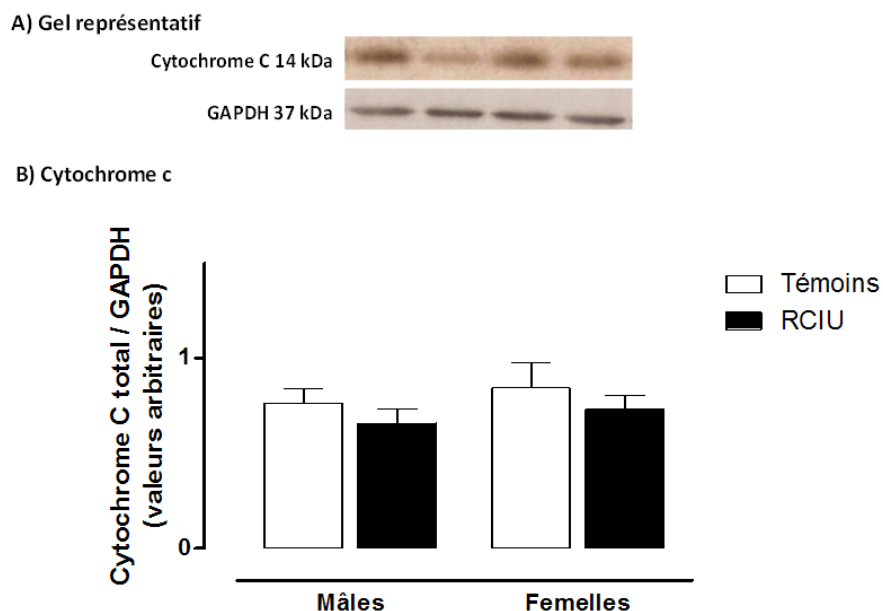 A) Gel représentatif
Cytochrome C 14 kDa
GAPDH 37 kDa
B) Cytochrome c
Cytochrome C total / GAPDH
(valeurs arbitraires)
1
0
Témoins
RCIU
Mâles
Femelles